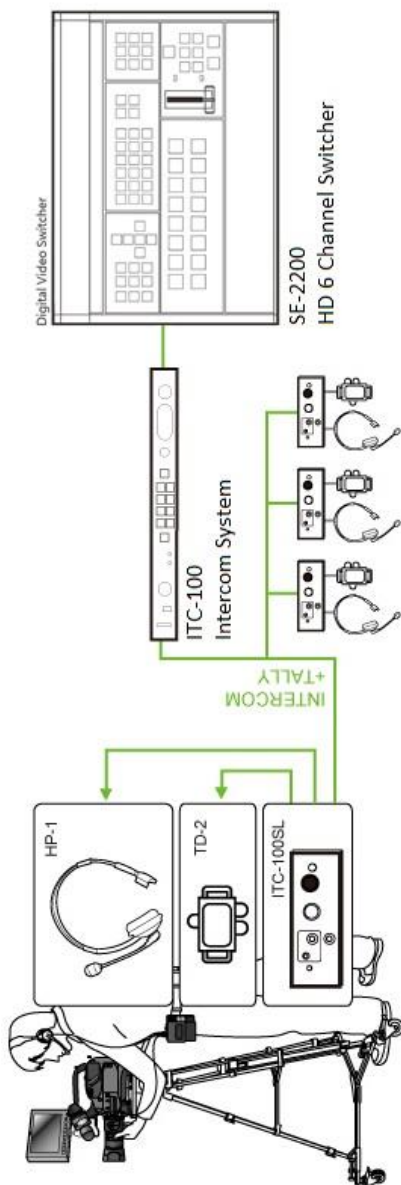 Digital Video Switcher
SE-2200
HD 6 Channel Switcher
ITC-100
Intercom System
INTERCOM
+TALLY
HP-1
TD-2
ITC-100SL